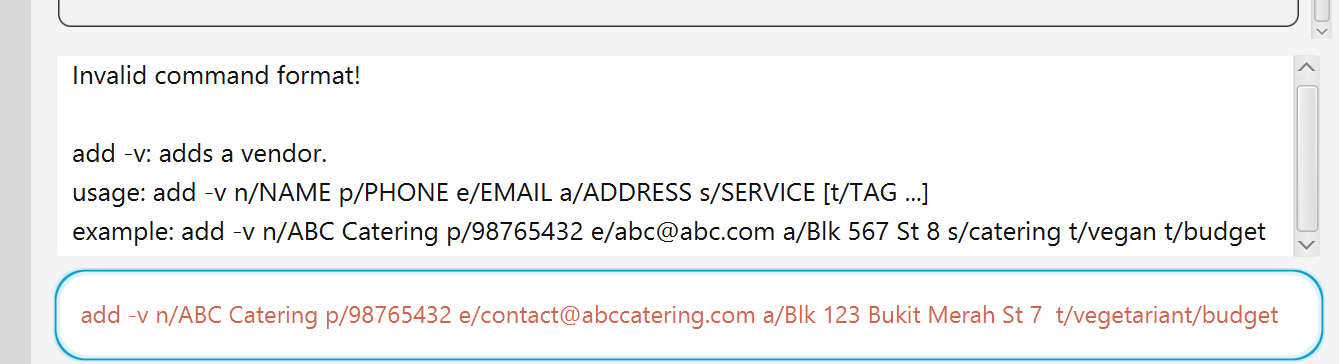 Invalid command format!
add -v: adds a vendor.
usage: add -v n/NAME p/PHONE e/EMAIL a/ADDRESS s/SERVICE [t/TAG ...]
example: add -v n/ABC Catering p/98765432 e/abc@abc.com a/Blk 567 St 8 s/catering t/vegan t/budget
add -v n/ABC Catering p/98765432 e/contact@abccatering.com a/Blk 123 Bukit Merah St 7  t/vegetariant/budget